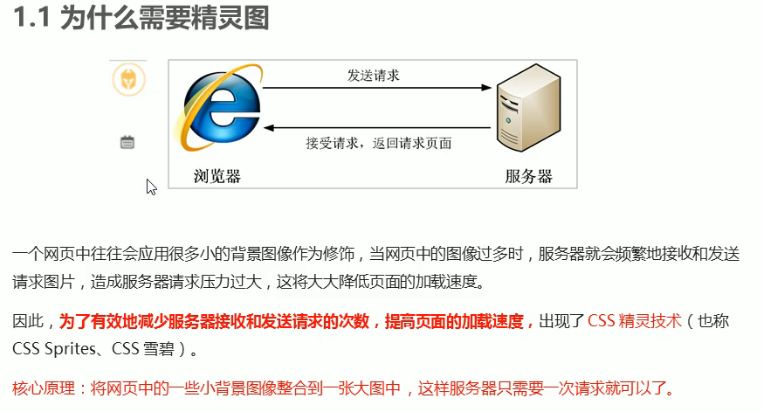 1.1 为什么需要精灵图
发送请求
接受请求，返回请求页面
浏览器
服务器
一个网页中往往会应用很多小的背景图像作为修饰，当网页中的图像过多时，服务器就会频繁地接收和发送
请求图片，造成服务器请求压力过大，这将大大降低页面的加载速度。
因此，为了有效地减少服务器接收和发送请求的次数，提高页面的加载速度，出现了 CSS 精灵技术（也称
CSS Sprites、CSS 雪碧）。
核心原理：将网页中的一些小背景图像整合到一张大图中，这样服务器只需要一次请求就可以了。